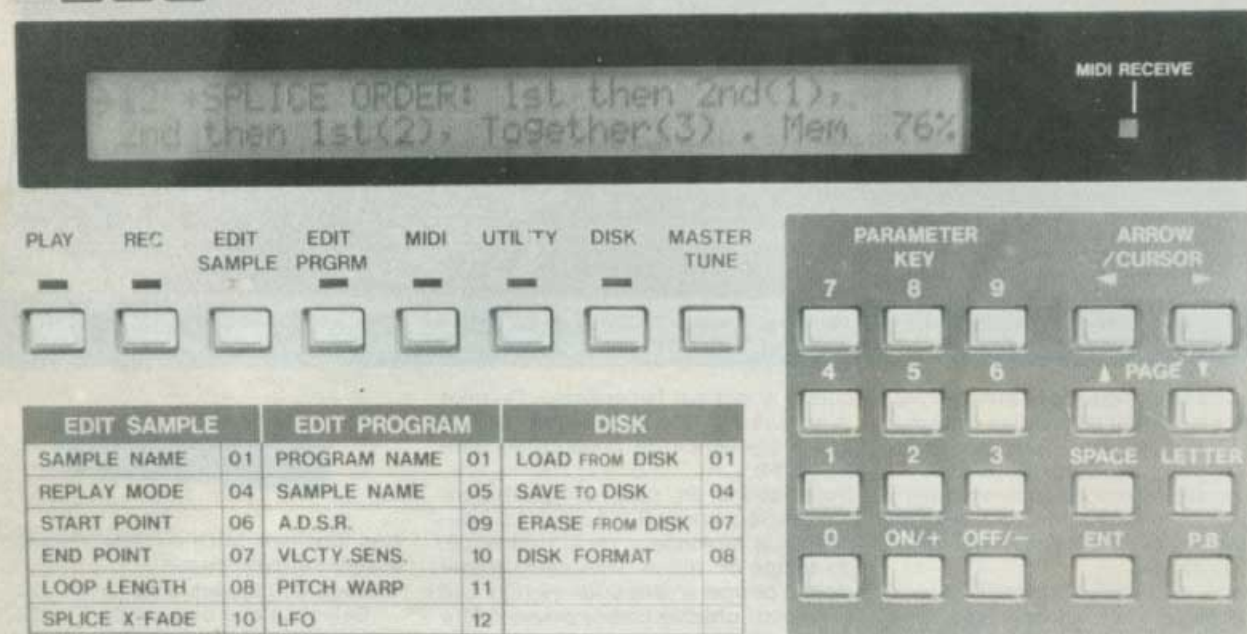 12 *SPLICE ORDER: 1st then 2nd(1),
2nd then 1st(2), Together(3) . Mem 76%
MIDI RECEIVE
PLAY REC EDIT SAMPLE EDIT PRGRM MIDI UTILITY DISK MASTER TUNE
PARAMETER KEY
ARROW /CURSOR
7 8 9 ◄ ►
4 5 6 ▲ PAGE ▼
1 2 3 SPACE LETTER
0 ON/+ OFF/− ENT P.B
EDIT SAMPLE EDIT PROGRAM DISK
SAMPLE NAME 01 PROGRAM NAME 01 LOAD FROM DISK 01
REPLAY MODE 04 SAMPLE NAME 05 SAVE TO DISK 04
START POINT 06 A.D.S.R. 09 ERASE FROM DISK 07
END POINT 07 VLCTY.SENS. 10 DISK FORMAT 08
LOOP LENGTH 08 PITCH WARP 11
SPLICE X-FADE 10 LFO 12